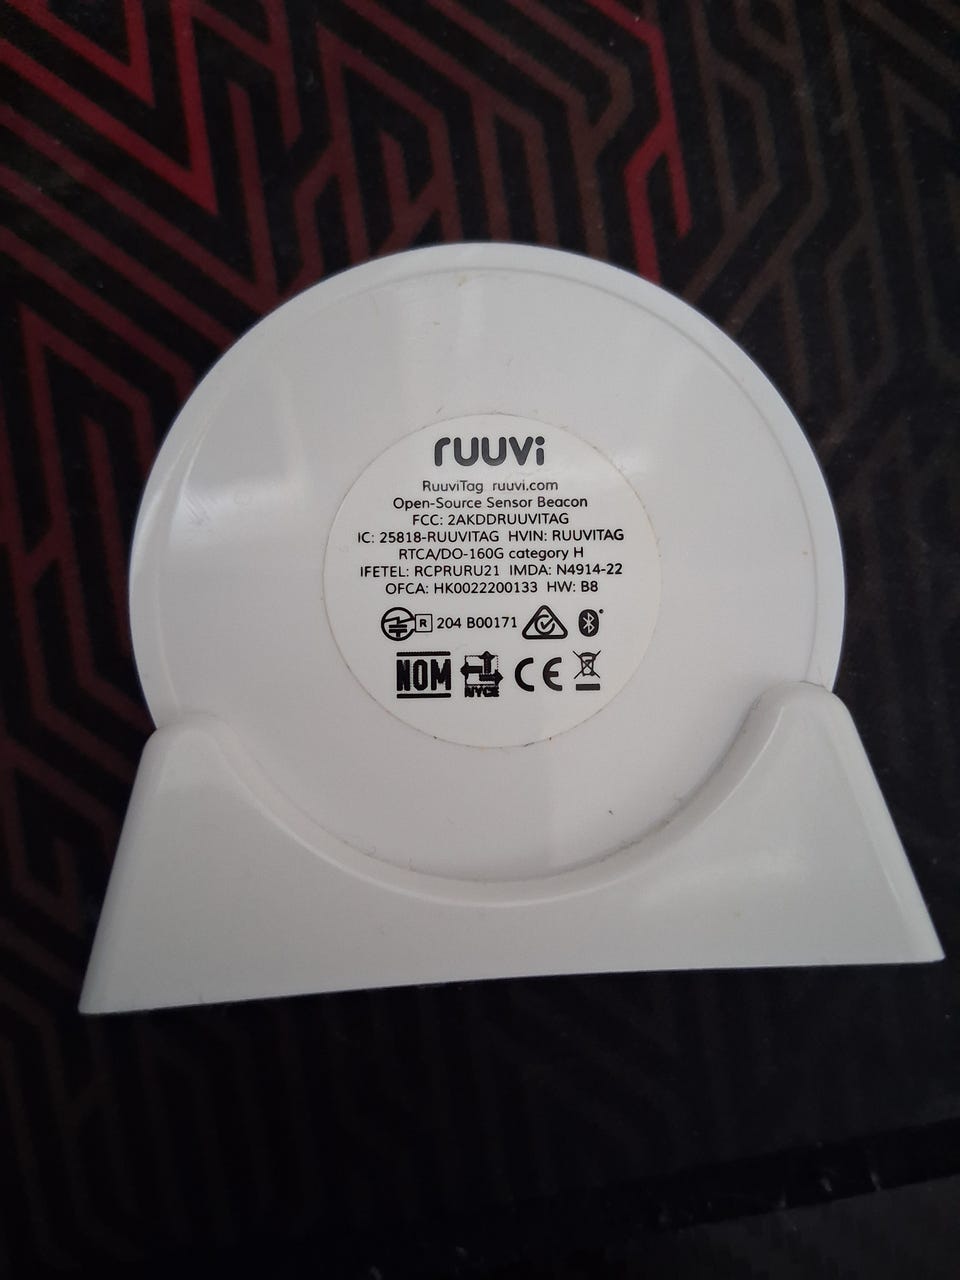 ruuvi
RuuviTag ruuvi.com
Open-Source Sensor Beacon
FCC: 2AKDDRUUVITAG
IC: 25818-RUUVITAG HVIN: RUUVITAG
RTCA/DO-160G category H
IFETEL: RCPRURU21 IMDA: N4914-22
OFCA: HK0022200133 HW: B8
R 204 B00171
NOM NYCE CE